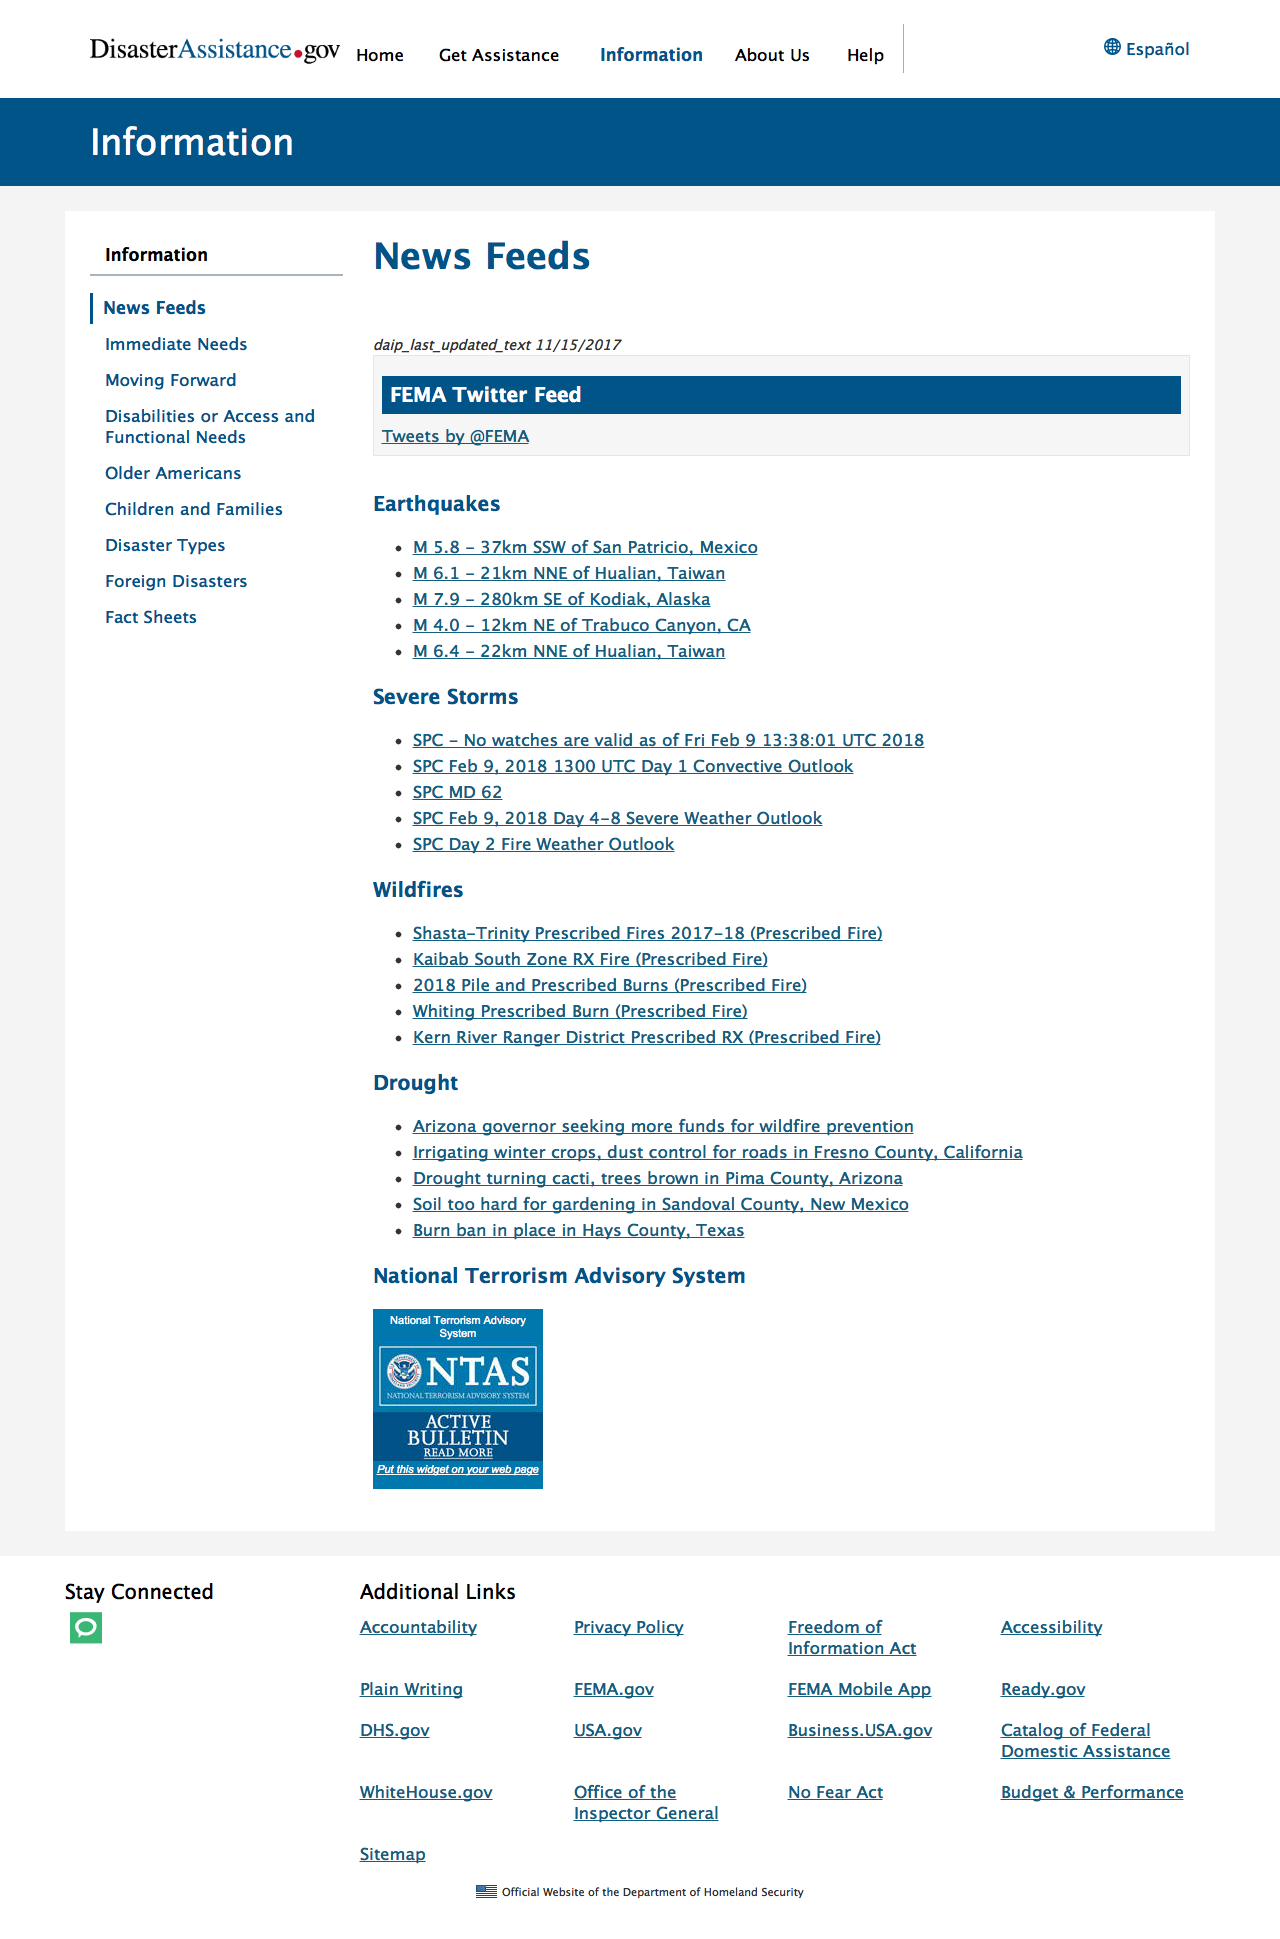 DisasterAssistance.gov
Home Get Assistance Information About Us Help
Español
Information
Information
News Feeds
Immediate Needs
Moving Forward
Disabilities or Access and
Functional Needs
Older Americans
Children and Families
Disaster Types
Foreign Disasters
Fact Sheets
News Feeds
daip_last_updated_text 11/15/2017
FEMA Twitter Feed
Tweets by @FEMA
Earthquakes
M 5.8 - 37km SSW of San Patricio, Mexico
M 6.1 - 21km NNE of Hualian, Taiwan
M 7.9 - 280km SE of Kodiak, Alaska
M 4.0 - 12km NE of Trabuco Canyon, CA
M 6.4 - 22km NNE of Hualian, Taiwan
Severe Storms
SPC - No watches are valid as of Fri Feb 9 13:38:01 UTC 2018
SPC Feb 9, 2018 1300 UTC Day 1 Convective Outlook
SPC MD 62
SPC Feb 9, 2018 Day 4-8 Severe Weather Outlook
SPC Day 2 Fire Weather Outlook
Wildfires
Shasta-Trinity Prescribed Fires 2017-18 (Prescribed Fire)
Kaibab South Zone RX Fire (Prescribed Fire)
2018 Pile and Prescribed Burns (Prescribed Fire)
Whiting Prescribed Burn (Prescribed Fire)
Kern River Ranger District Prescribed RX (Prescribed Fire)
Drought
Arizona governor seeking more funds for wildfire prevention
Irrigating winter crops, dust control for roads in Fresno County, California
Drought turning cacti, trees brown in Pima County, Arizona
Soil too hard for gardening in Sandoval County, New Mexico
Burn ban in place in Hays County, Texas
National Terrorism Advisory System
National Terrorism Advisory
System
NTAS
NATIONAL TERRORISM ADVISORY SYSTEM
ACTIVE
BULLETIN
READ MORE
Put this widget on your web page
Stay Connected
Additional Links
Accountability
Privacy Policy
Freedom of
Information Act
Accessibility
Plain Writing
FEMA.gov
FEMA Mobile App
Ready.gov
DHS.gov
USA.gov
Business.USA.gov
Catalog of Federal
Domestic Assistance
WhiteHouse.gov
Office of the
Inspector General
No Fear Act
Budget & Performance
Sitemap
Official Website of the Department of Homeland Security